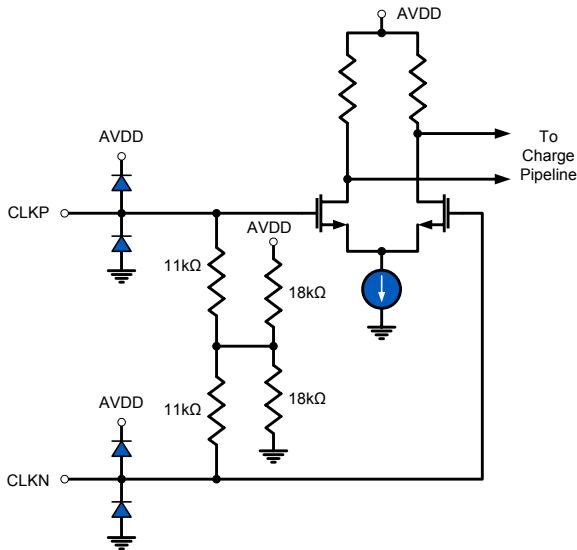 AVDD
To
Charge
Pipeline
AVDD
CLKP
AVDD
11kΩ
18kΩ
11kΩ
18kΩ
AVDD
CLKN